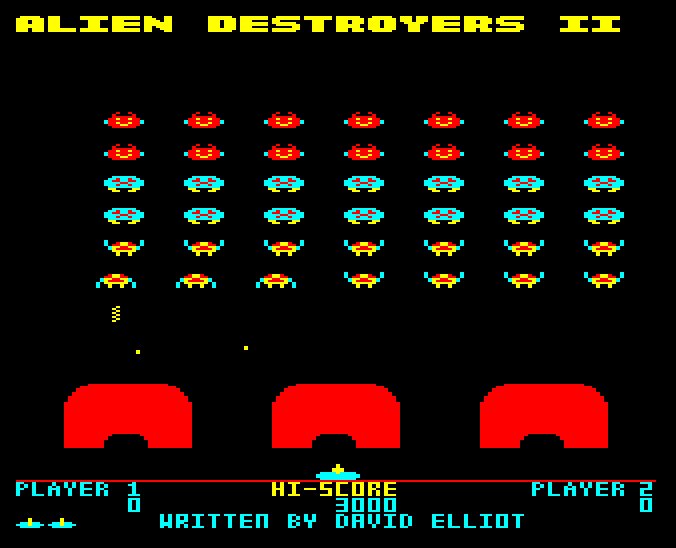 ALIEN DESTROYERS II
PLAYER 1 HI-SCORE PLAYER 2
0 3000 0
WRITTEN BY DAVID ELLIOT